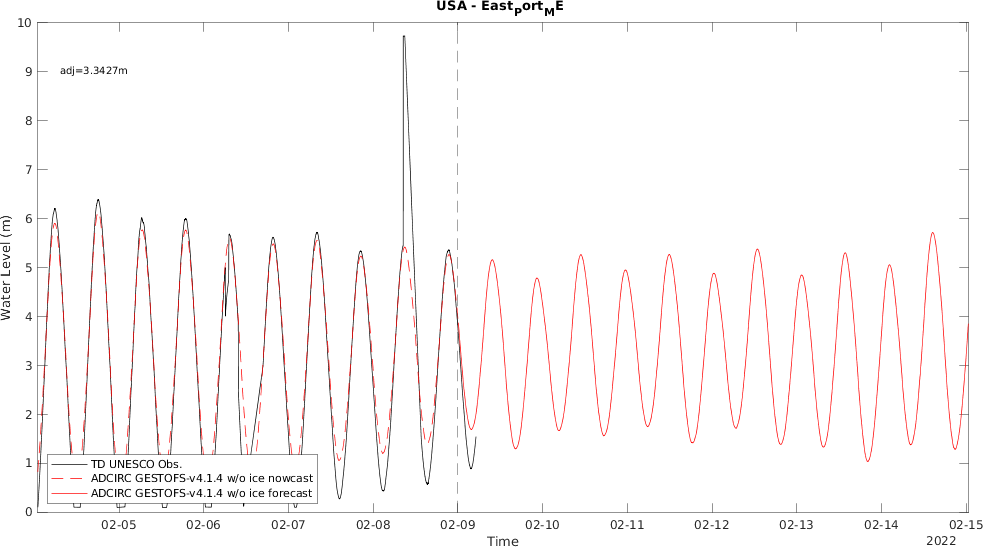 USA - EastPortME
10
9
8
7
6
5
4
3
2
1
0
Water Level (m)
adj=3.3427m
TD UNESCO Obs.
ADCIRC GESTOFS-v4.1.4 w/o ice nowcast
ADCIRC GESTOFS-v4.1.4 w/o ice forecast
02-05 02-06 02-07 02-08 02-09 02-10 02-11 02-12 02-13 02-14 02-15
Time
2022